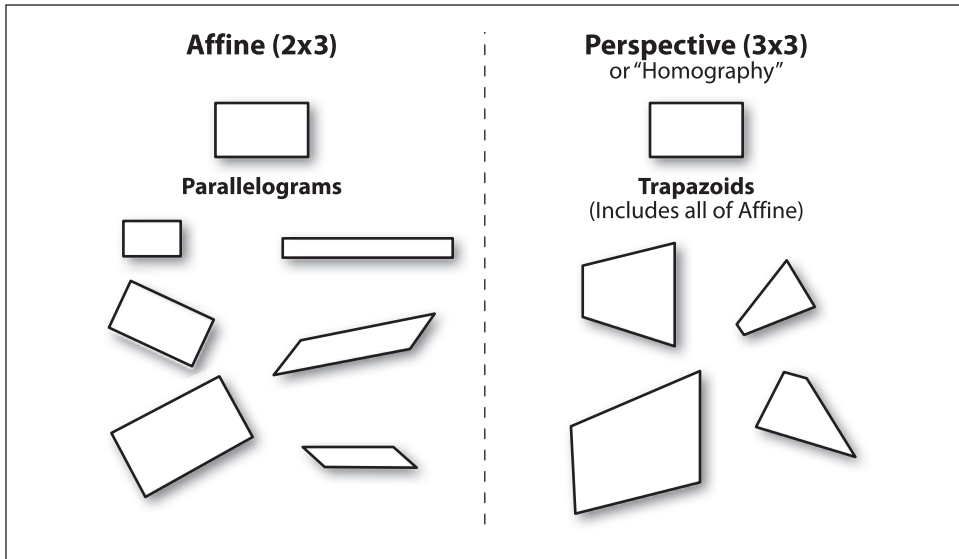 Affine (2x3)
Parallelograms
Perspective (3x3)
or “Homography”
Trapazoids
(Includes all of Affine)